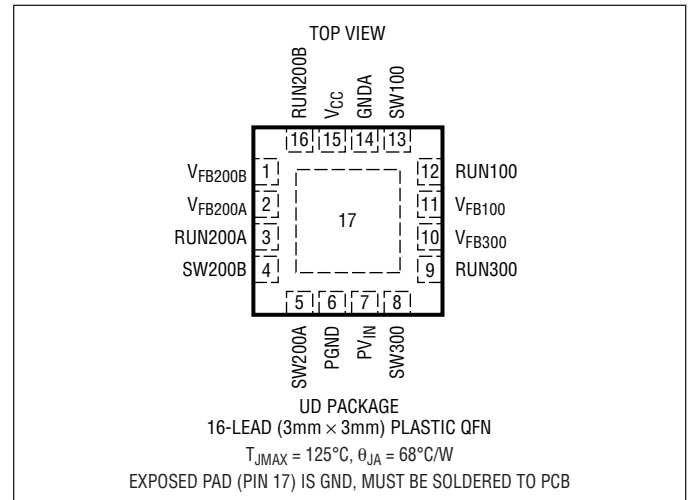 TOP VIEW
RUN200B
VCC
GNDA
SW100
16 15 14 13
VFB200B 1
VFB200A 2
RUN200A 3
SW200B 4
17
12 RUN100
11 VFB100
10 VFB300
9 RUN300
5 6 7 8
SW200A
PGND
PVIN
SW300
UD PACKAGE
16-LEAD (3mm × 3mm) PLASTIC QFN
TJMAX = 125°C, θJA = 68°C/W
EXPOSED PAD (PIN 17) IS GND, MUST BE SOLDERED TO PCB